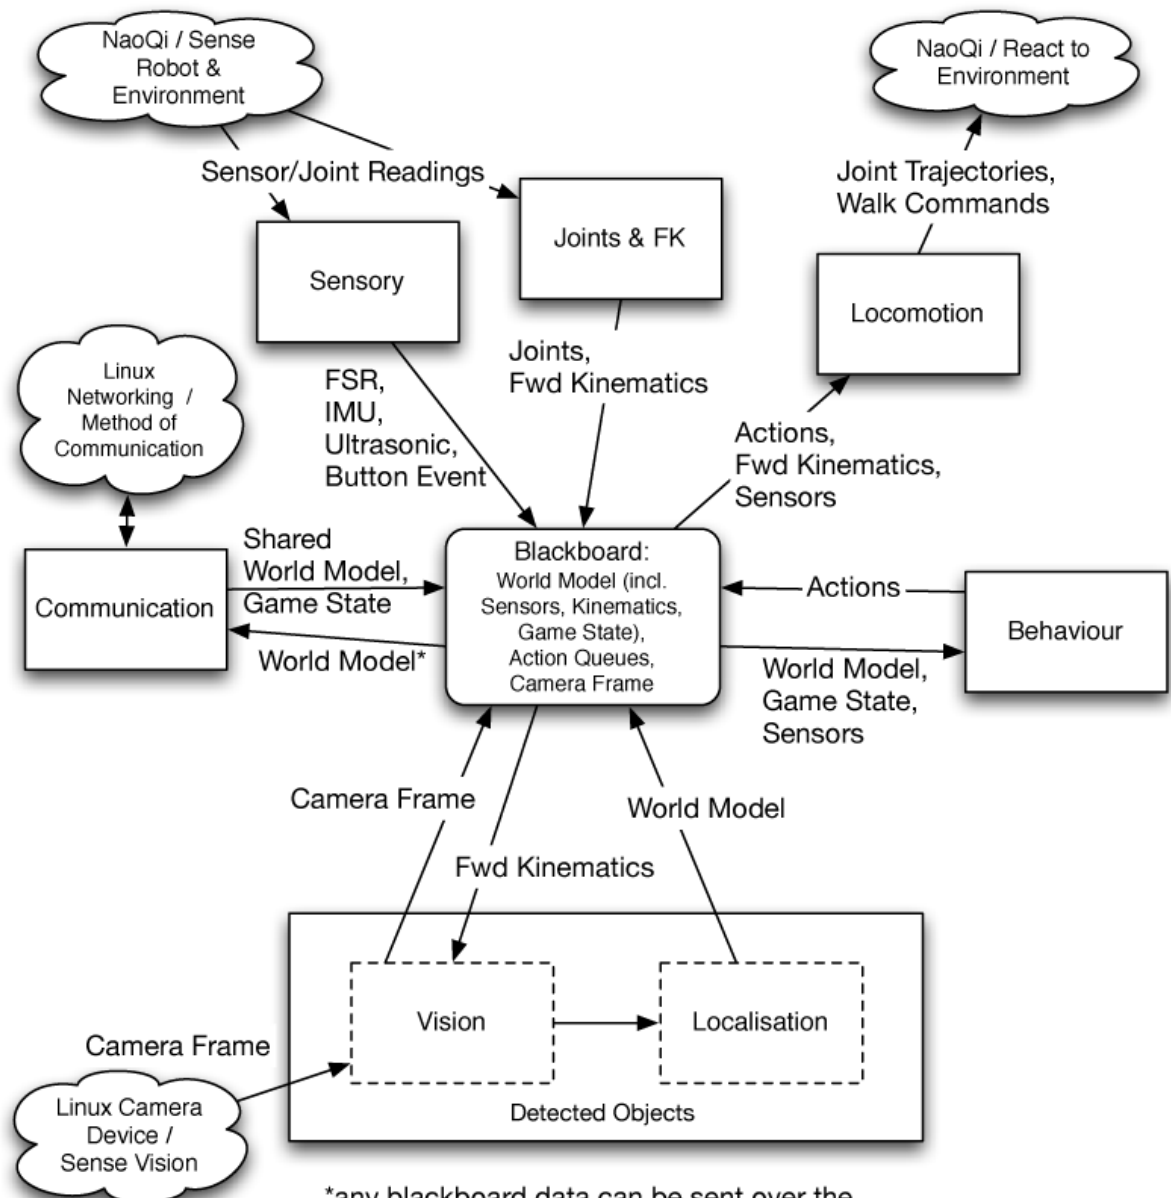 NaoQi / Sense
Robot &
Environment
NaoQi / React to
Environment
Sensor/Joint Readings
Joint Trajectories,
Walk Commands
Joints & FK
Sensory
Locomotion
Linux
Networking /
Method of
Communication
Joints,
Fwd Kinematics
FSR,
IMU,
Ultrasonic,
Button Event
Actions,
Fwd Kinematics,
Sensors
Shared
World Model,
Game State
Communication
World Model*
Blackboard:
World Model (incl.
Sensors, Kinematics,
Game State),
Action Queues,
Camera Frame
Actions
Behaviour
World Model,
Game State,
Sensors
Camera Frame
World Model
Fwd Kinematics
Vision
Localisation
Camera Frame
Detected Objects
Linux Camera
Device /
Sense Vision
*any blackboard data can be sent over the